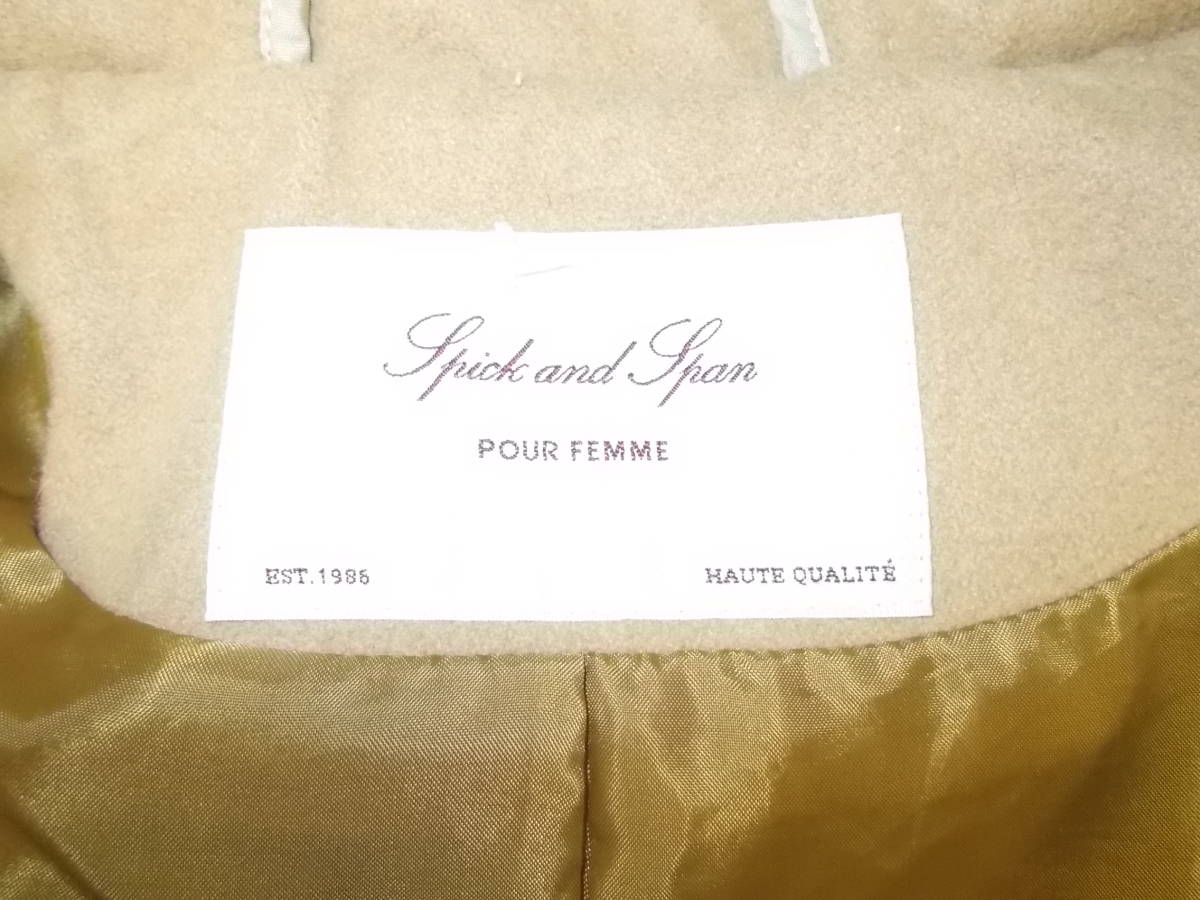 Spick and Span
POUR FEMME
EST.1986
HAUTE QUALITÉ